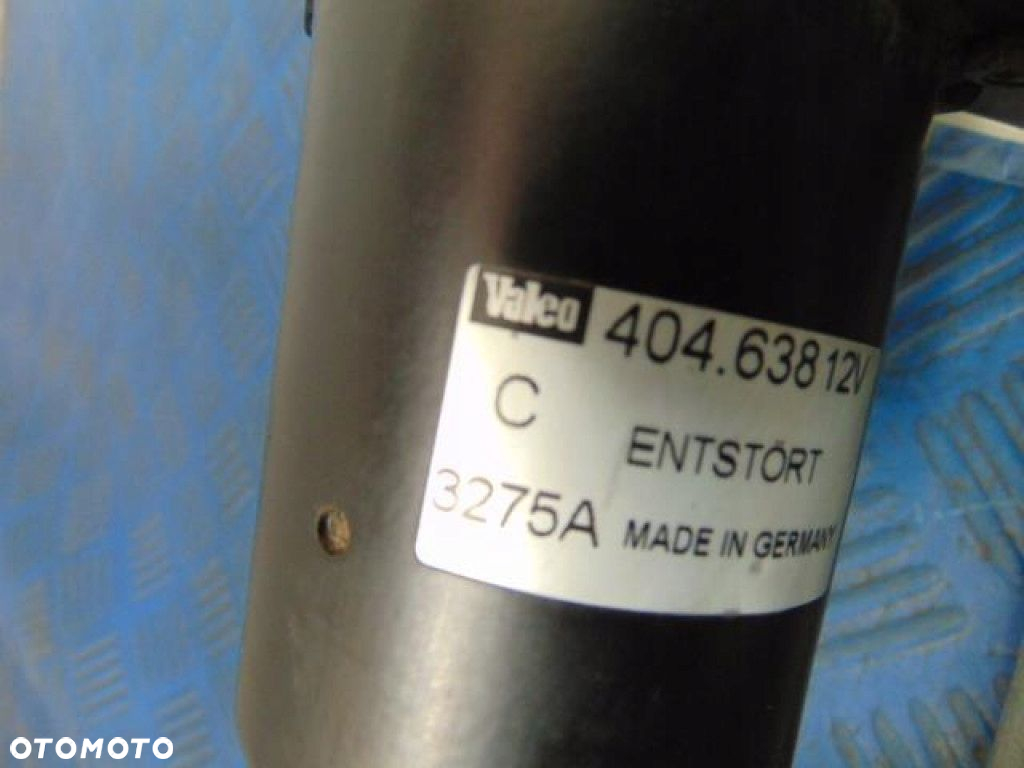 Valeo 404.638 12V
C
ENTSTÖRT
3275A MADE IN GERMANY
OTOMOTO